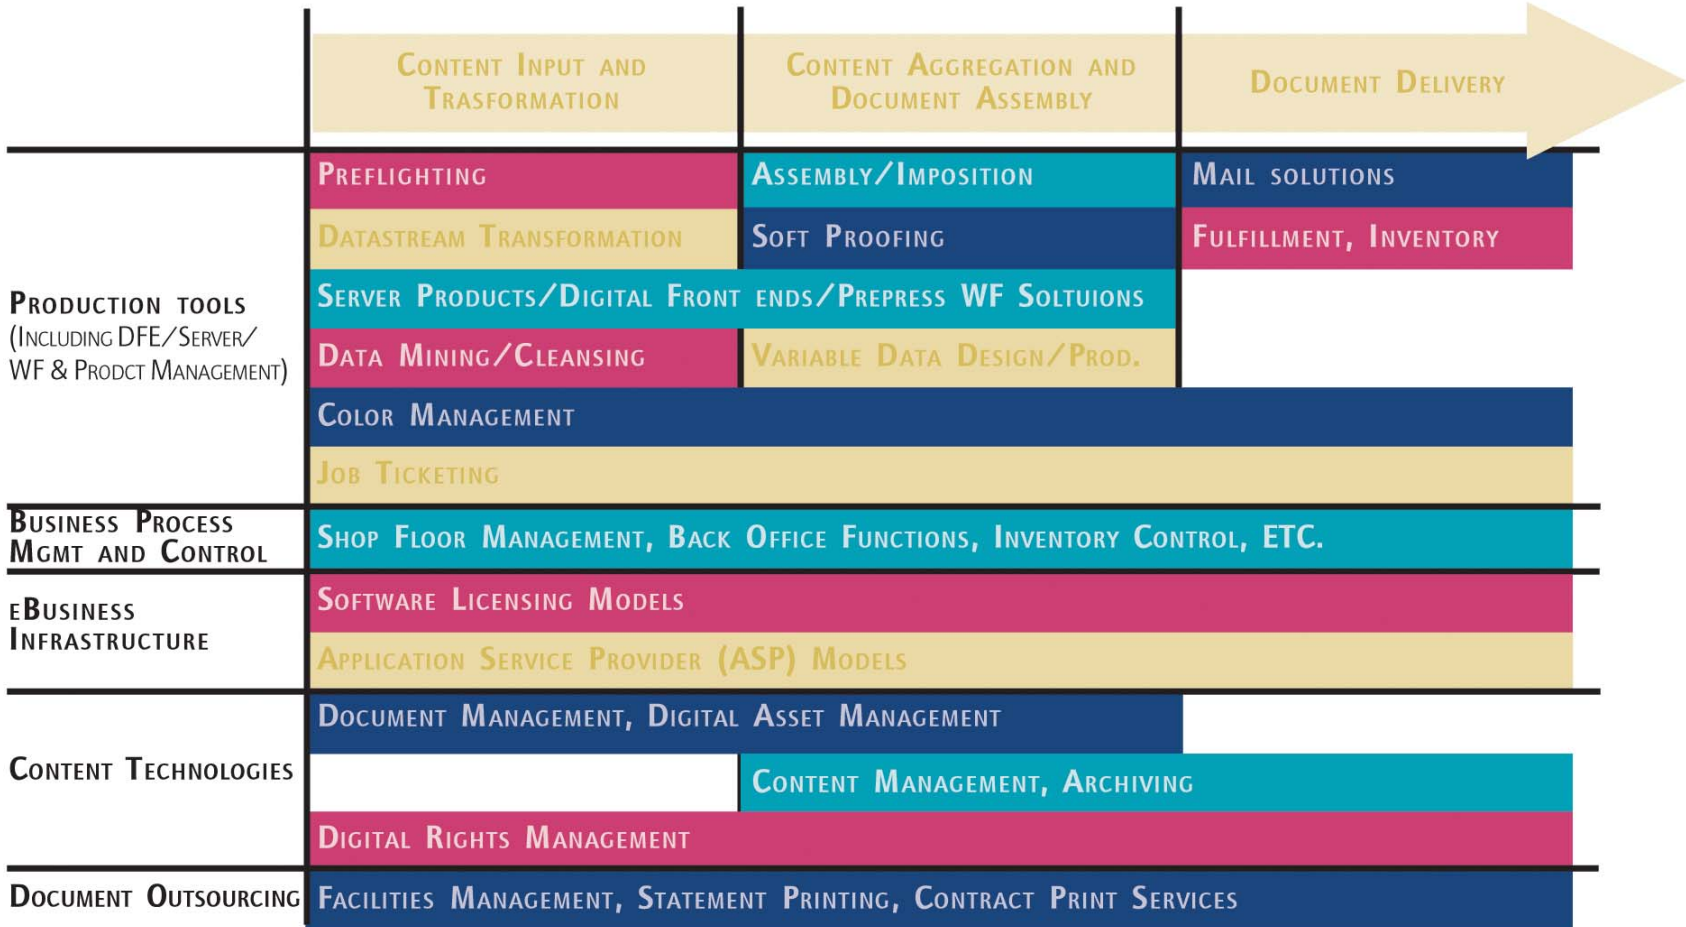 Content Input and
Trasformation
Content Aggregation and
Document Assembly
Document Delivery
Production tools
(Including DFE/Server/
WF & Prodct Management)
Preflighting
Assembly/Imposition
Mail solutions
Datastream Transformation
Soft Proofing
Fulfillment, Inventory
Server Products/Digital Front ends/Prepress WF Soltuions
Data Mining/Cleansing
Variable Data Design/Prod.
Color Management
Job Ticketing
Business Process
Mgmt and Control
Shop Floor Management, Back Office Functions, Inventory Control, ETC.
eBusiness
Infrastructure
Software Licensing Models
Application Service Provider (ASP) Models
Content Technologies
Document Management, Digital Asset Management
Content Management, Archiving
Digital Rights Management
Document Outsourcing
Facilities Management, Statement Printing, Contract Print Services